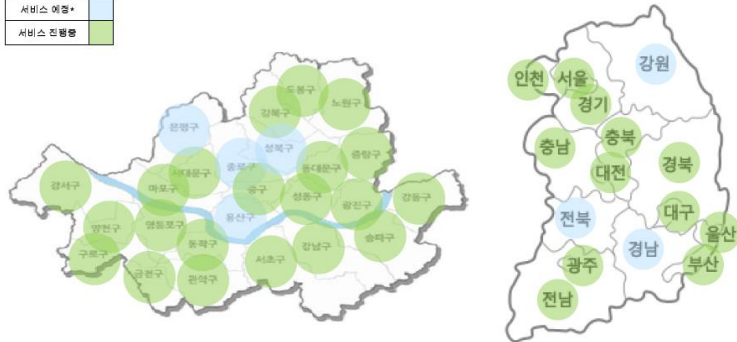 서비스 예정*
서비스 진행중
도봉구
노원구
강북구
은평구
성북구
종로구
중랑구
서대문구
동대문구
강서구
마포구
중구
성동구
광진구
강동구
양천구
영등포구
용산구
동작구
강남구
송파구
구로구
금천구
관악구
서초구
강원
인천
서울
경기
충남
충북
대전
경북
전북
대구
울산
경남
광주
부산
전남